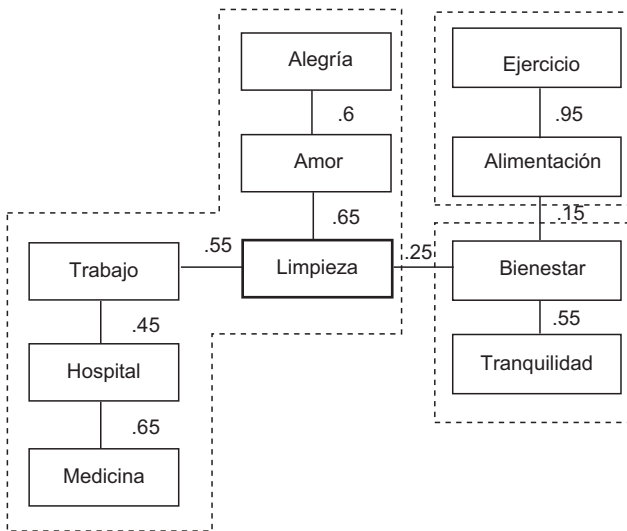 Alegría
Ejercicio
.6
.95
Amor
Alimentación
.65
.15
.55
.25
Trabajo
Limpieza
Bienestar
.45
.55
Hospital
Tranquilidad
.65
Medicina